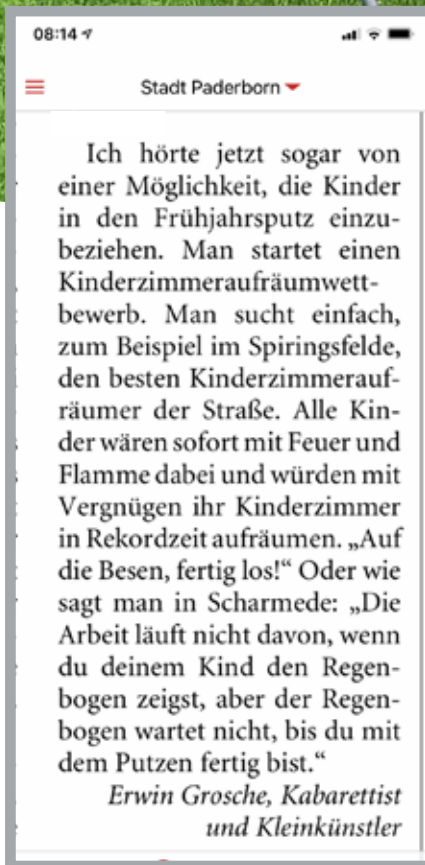 08:14
Stadt Paderborn
Ich hörte jetzt sogar von
einer Möglichkeit, die Kinder
in den Frühjahrsputz einzu-
beziehen. Man startet einen
Kinderzimmeraufräumwett-
bewerb. Man sucht einfach,
zum Beispiel im Spiringsfelde,
den besten Kinderzimmerauf-
räumer der Straße. Alle Kin-
der wären sofort mit Feuer und
Flamme dabei und würden mit
Vergnügen ihr Kinderzimmer
in Rekordzeit aufräumen. „Auf
die Besen, fertig los!“ Oder wie
sagt man in Scharmede: „Die
Arbeit läuft nicht davon, wenn
du deinem Kind den Regen-
bogen zeigst, aber der Regen-
bogen wartet nicht, bis du mit
dem Putzen fertig bist.“
Erwin Grosche, Kabarettist
und Kleinkünstler